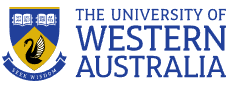 THE UNIVERSITY OF
WESTERN
AUSTRALIA
SEEK WISDOM